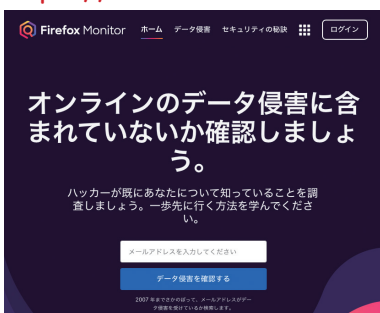 Firefox Monitor ホーム データ侵害 セキュリティの秘訣 ログイン
オンラインのデータ侵害に含
まれていないか確認しましょ
う。
ハッカーが既にあなたについて知っていることを調
査しましょう。一歩先に行く方法を学んでくださ
い。
メールアドレスを入力してください
データ侵害を確認する
2007 年までさかのぼって、メールアドレスがデー
タ侵害を受けているか検索します。